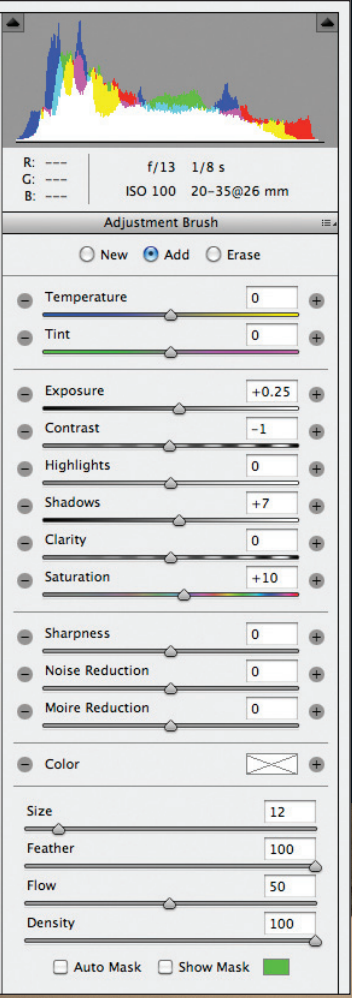 R: ---
G: ---
B: ---
f/13 1/8 s
ISO 100 20-35@26 mm
Adjustment Brush
New Add Erase
Temperature 0
Tint 0
Exposure +0.25
Contrast -1
Highlights 0
Shadows +7
Clarity 0
Saturation +10
Sharpness 0
Noise Reduction 0
Moire Reduction 0
Color
Size 12
Feather 100
Flow 50
Density 100
Auto Mask Show Mask